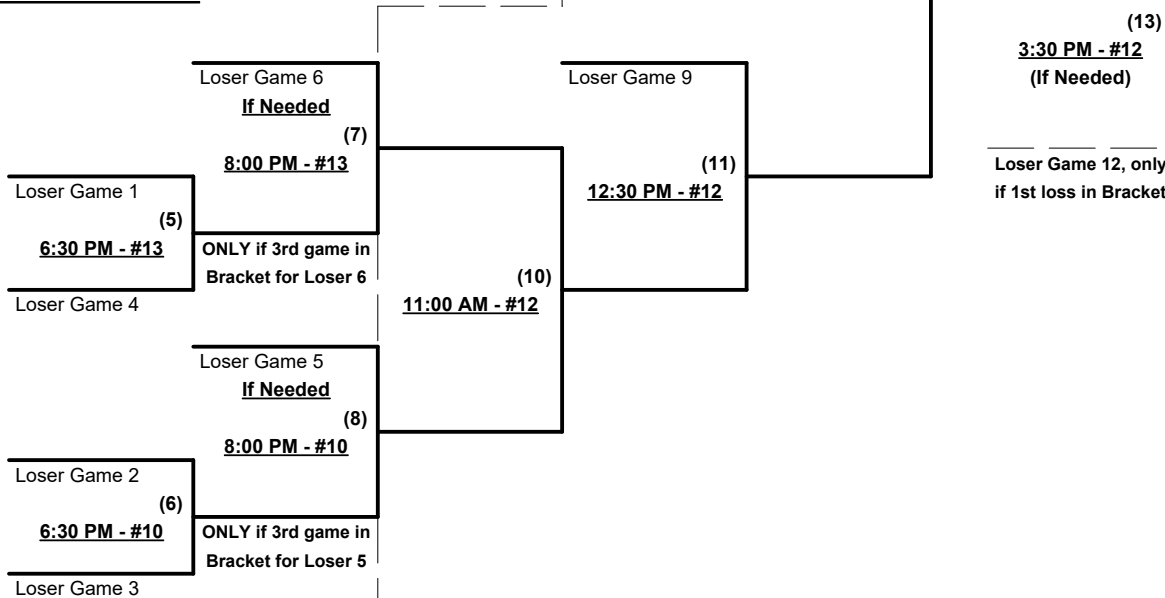 (13)
3:30 PM - #12
(If Needed)
Loser Game 6
If Needed
(7)
8:00 PM - #13
Loser Game 9
(11)
12:30 PM - #12
Loser Game 12, only
if 1st loss in Bracket
Loser Game 1
(5)
6:30 PM - #13
ONLY if 3rd game in
Bracket for Loser 6
Loser Game 4
(10)
11:00 AM - #12
Loser Game 5
If Needed
(8)
8:00 PM - #10
Loser Game 2
(6)
6:30 PM - #10
ONLY if 3rd game in
Bracket for Loser 5
Loser Game 3